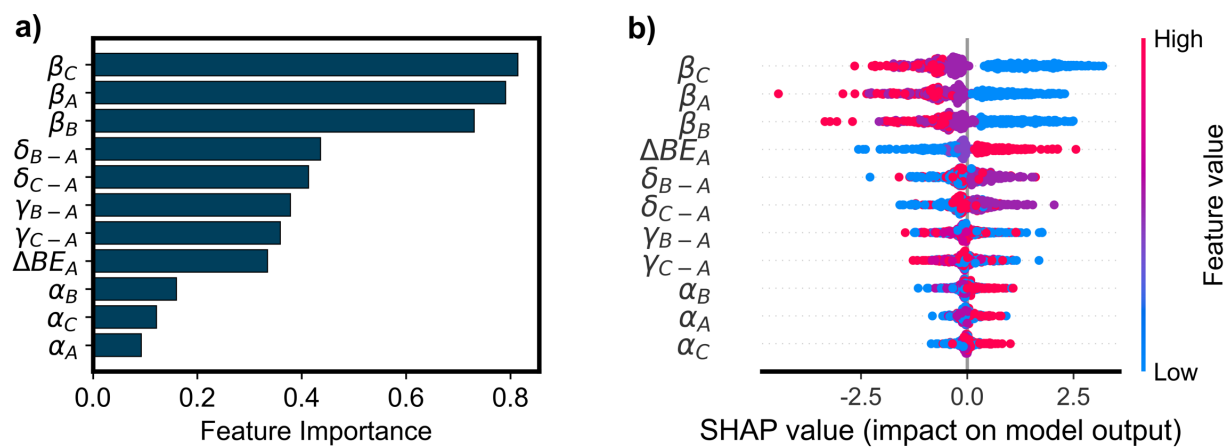 a)
β_C
β_A
β_B
δ_{B−A}
δ_{C−A}
γ_{B−A}
γ_{C−A}
ΔBE_A
α_B
α_C
α_A
0.0 0.2 0.4 0.6 0.8
Feature Importance
b)
β_C
β_A
β_B
ΔBE_A
δ_{B−A}
δ_{C−A}
γ_{B−A}
γ_{C−A}
α_B
α_A
α_C
-2.5 0.0 2.5
SHAP value (impact on model output)
High
Feature value
Low